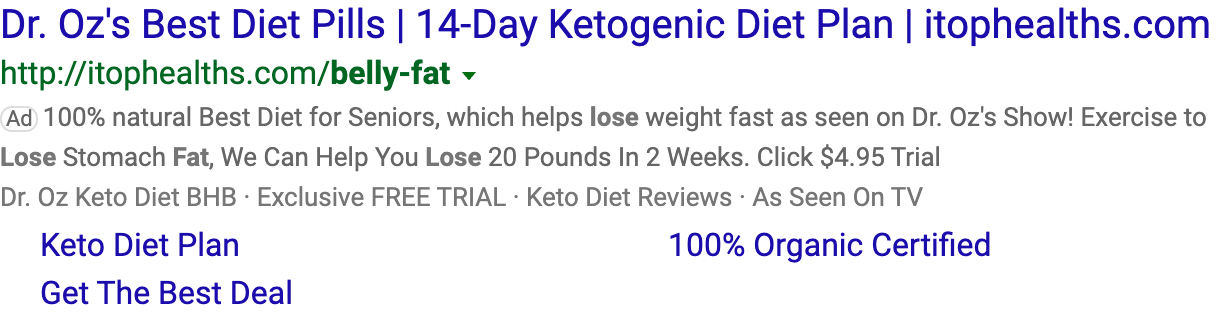 Dr. Oz's Best Diet Pills | 14-Day Ketogenic Diet Plan | itophealths.com
http://itophealths.com/belly-fat
Ad 100% natural Best Diet for Seniors, which helps lose weight fast as seen on Dr. Oz's Show! Exercise to
Lose Stomach Fat, We Can Help You Lose 20 Pounds In 2 Weeks. Click $4.95 Trial
Dr. Oz Keto Diet BHB · Exclusive FREE TRIAL · Keto Diet Reviews · As Seen On TV
Keto Diet Plan 100% Organic Certified
Get The Best Deal